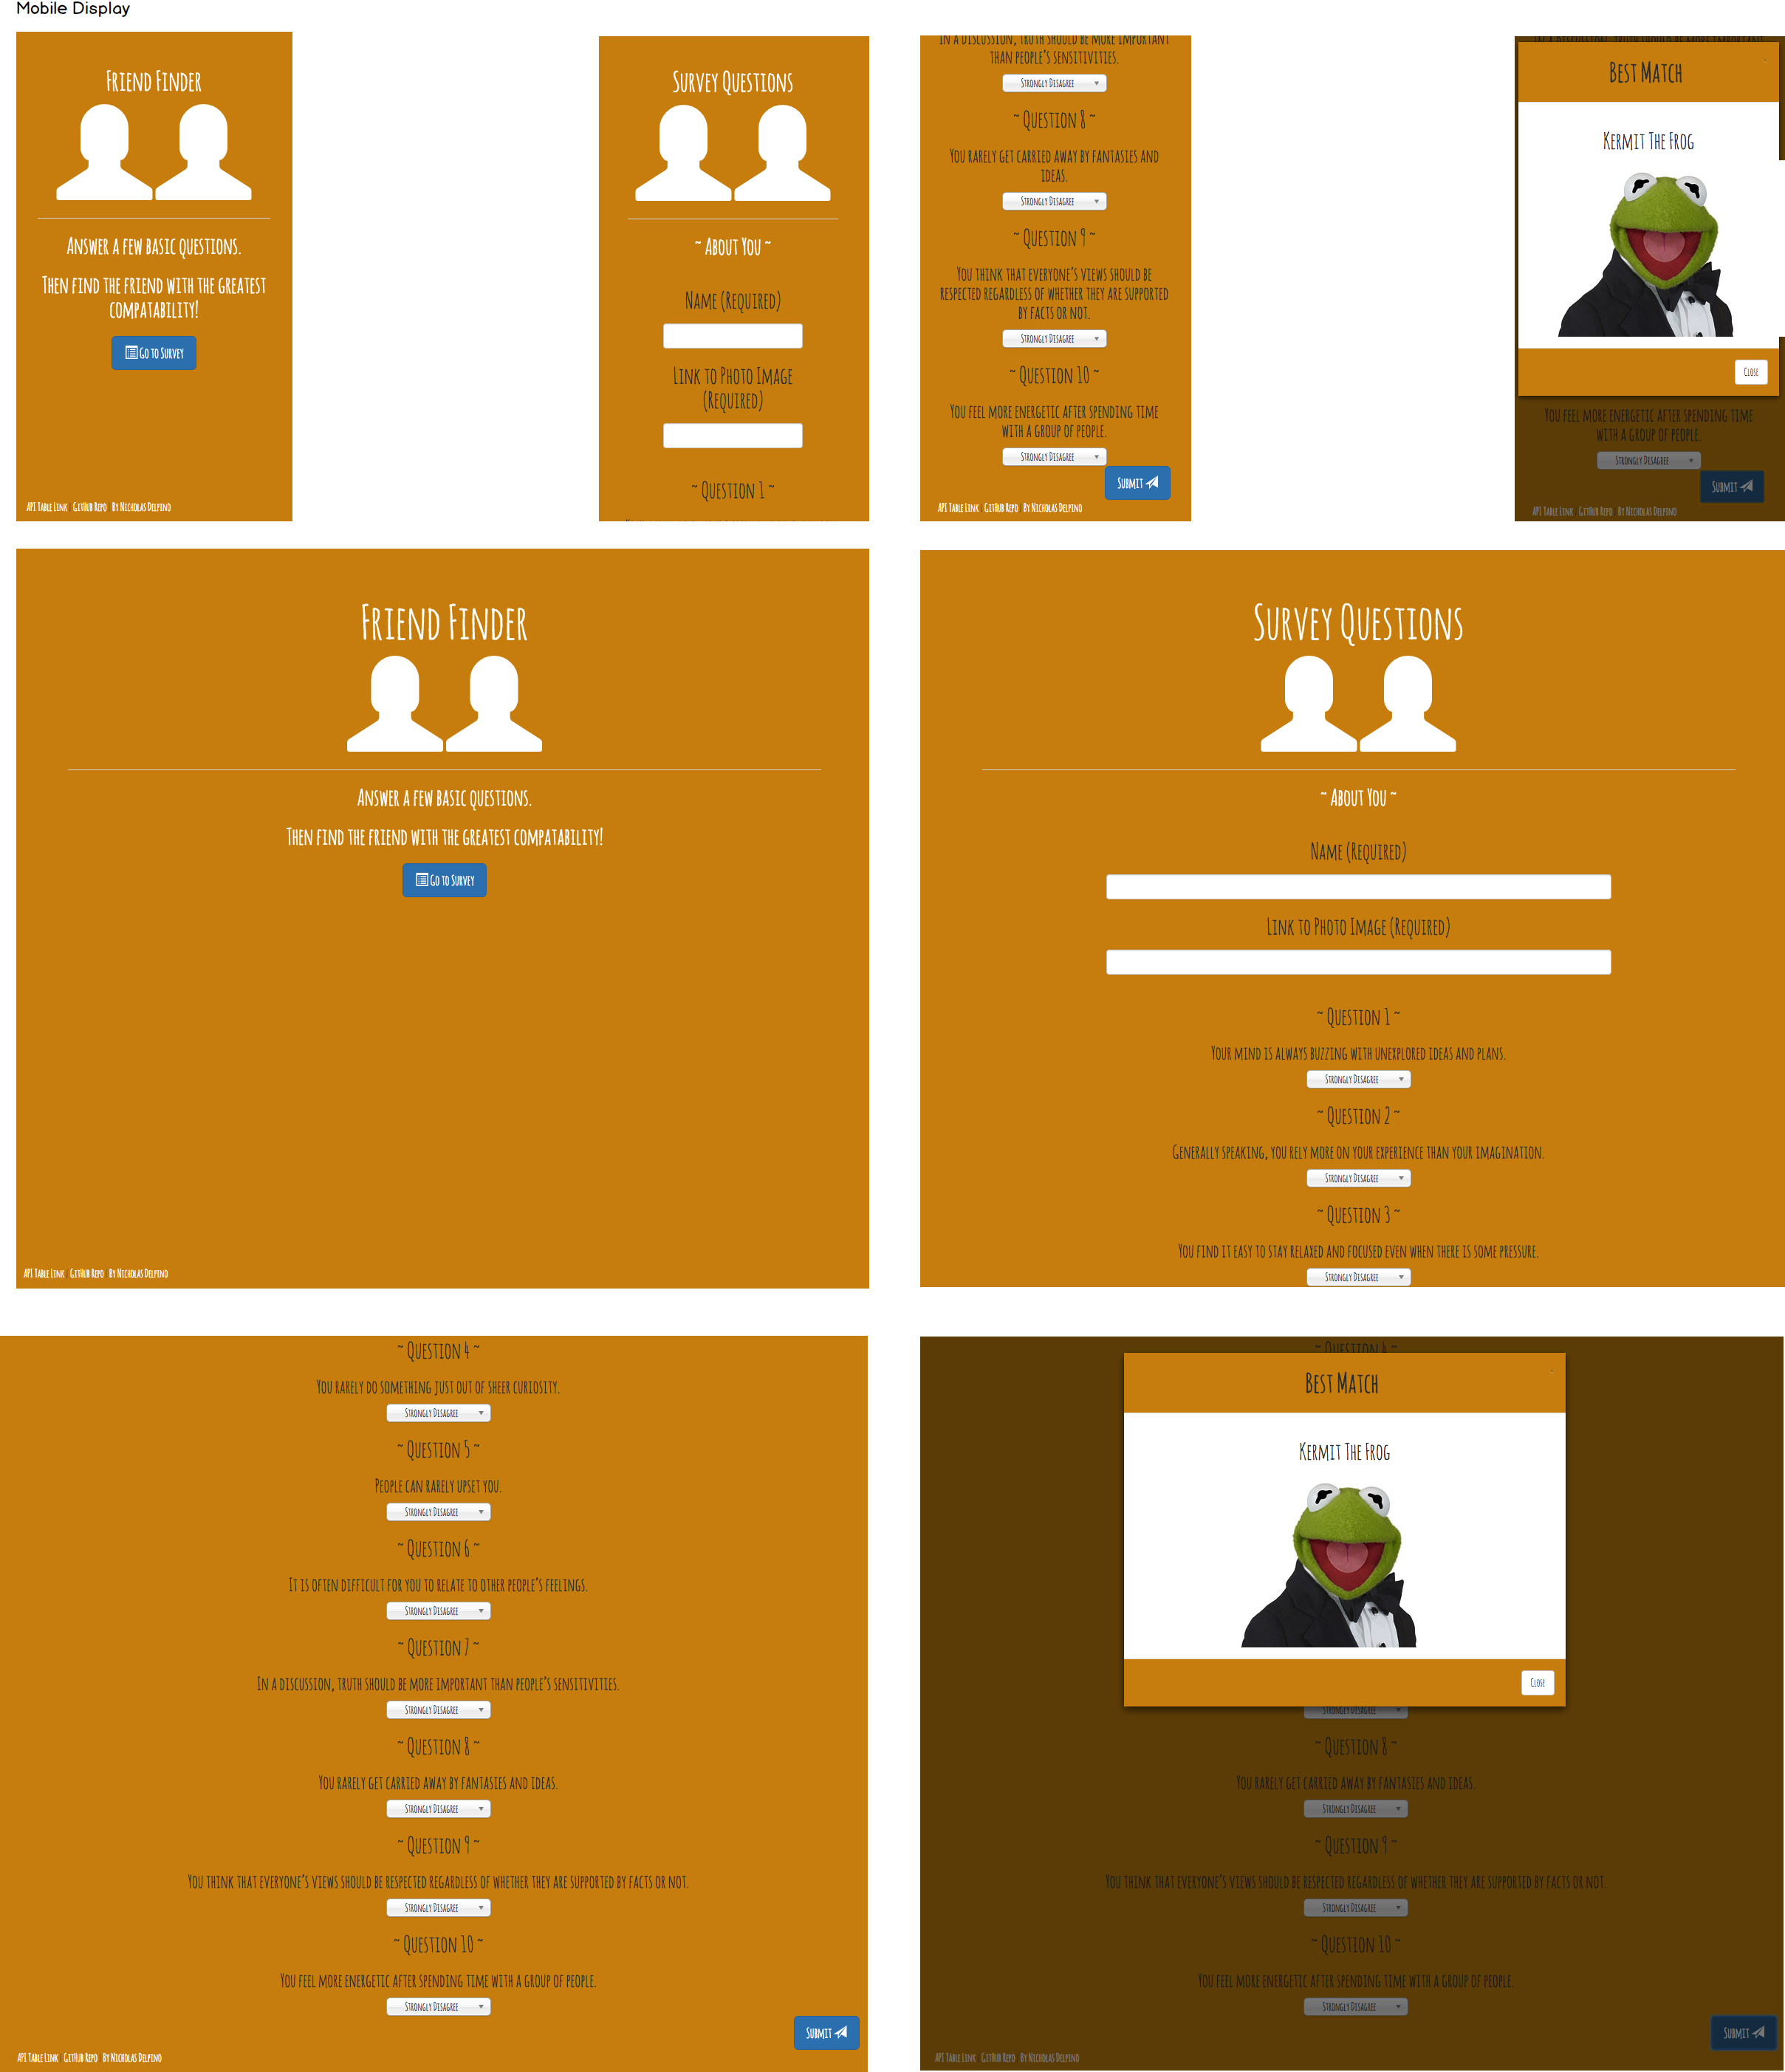 Mobile Display
Friend Finder
Answer a few basic questions.
Then find the friend with the greatest
compatability!
Go to Survey
API Table Link GitHub Repo By Nicholas Delpino
Survey Questions
~ About You ~
Name (Required)
Link to Photo Image
(Required)
~ Question 1 ~
In a discussion, truth should be more important
than people's sensitivities.
Strongly Disagree
~ Question 8 ~
You rarely get carried away by fantasies and
ideas.
Strongly Disagree
~ Question 9 ~
You think that everyone's views should be
respected regardless of whether they are supported
by facts or not.
Strongly Disagree
~ Question 10 ~
You feel more energetic after spending time
with a group of people.
Strongly Disagree
Submit
API Table Link GitHub Repo By Nicholas Delpino
Best Match
Kermit The Frog
Close
You feel more energetic after spending time
with a group of people.
Strongly Disagree
Submit
API Table Link GitHub Repo By Nicholas Delpino
Friend Finder
Answer a few basic questions.
Then find the friend with the greatest compatability!
Go to Survey
API Table Link GitHub Repo By Nicholas Delpino
Survey Questions
~ About You ~
Name (Required)
Link to Photo Image (Required)
~ Question 1 ~
Your mind is always buzzing with unexplored ideas and plans.
Strongly Disagree
~ Question 2 ~
Generally speaking, you rely more on your experience than your imagination.
Strongly Disagree
~ Question 3 ~
You find it easy to stay relaxed and focused even when there is some pressure.
Strongly Disagree
~ Question 4 ~
You rarely do something just out of sheer curiosity.
Strongly Disagree
~ Question 5 ~
People can rarely upset you.
Strongly Disagree
~ Question 6 ~
It is often difficult for you to relate to other people's feelings.
Strongly Disagree
~ Question 7 ~
In a discussion, truth should be more important than people's sensitivities.
Strongly Disagree
~ Question 8 ~
You rarely get carried away by fantasies and ideas.
Strongly Disagree
~ Question 9 ~
You think that everyone's views should be respected regardless of whether they are supported by facts or not.
Strongly Disagree
~ Question 10 ~
You feel more energetic after spending time with a group of people.
Strongly Disagree
Submit
API Table Link GitHub Repo By Nicholas Delpino
~ Question 4 ~
Best Match
Kermit The Frog
Close
Strongly Disagree
~ Question 8 ~
You rarely get carried away by fantasies and ideas.
Strongly Disagree
~ Question 9 ~
You think that everyone's views should be respected regardless of whether they are supported by facts or not.
Strongly Disagree
~ Question 10 ~
You feel more energetic after spending time with a group of people.
Strongly Disagree
Submit
API Table Link GitHub Repo By Nicholas Delpino